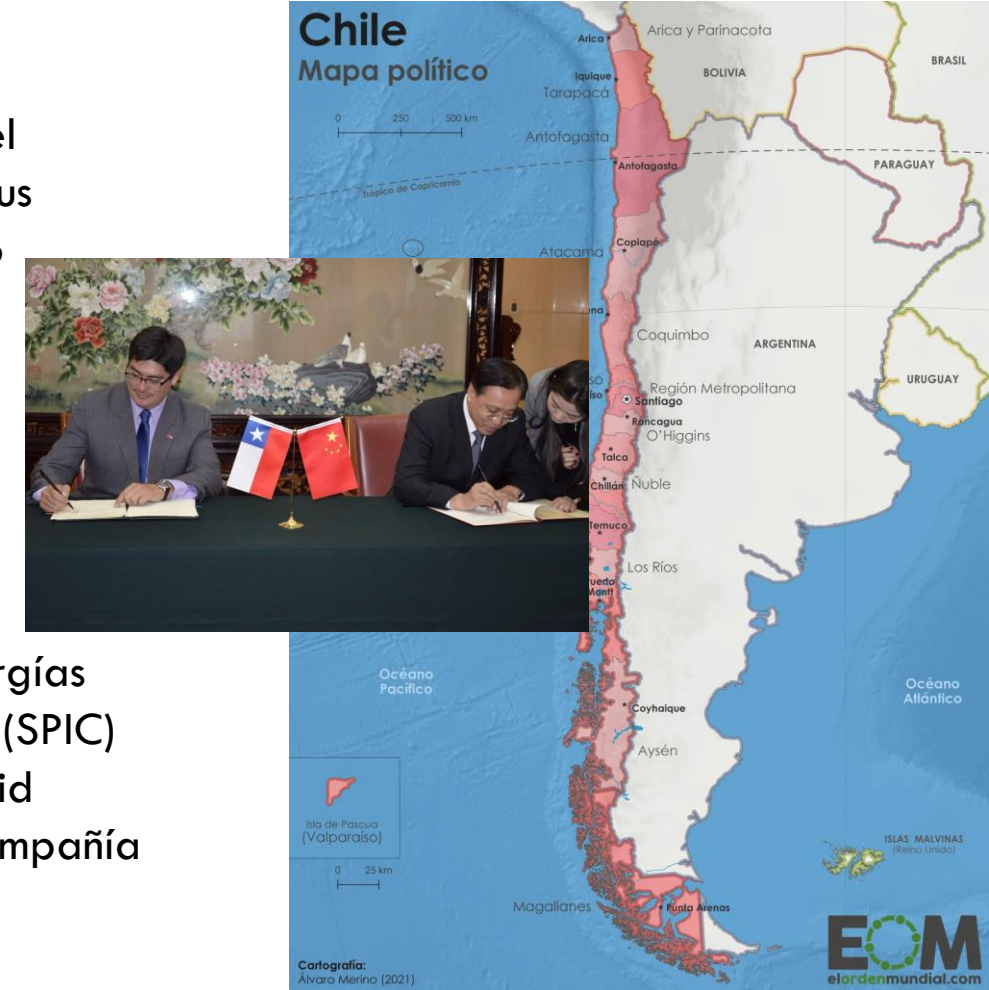 el
us
rgías
(SPIC)
id
mpañía
Chile
Mapa político
0 250 500 km
Arica
Arica y Parinacota
Iquique
Tarapacá
BOLIVIA
BRASIL
Antofagasta
Antofagasta
PARAGUAY
Trópico de Capricornio
Atacama
Copiapó
Coquimbo
ARGENTINA
URUGUAY
Región Metropolitana
Santiago
Rancagua
O'Higgins
Talca
Chillán
Ñuble
Temuco
Los Ríos
Montt
Océano
Pacífico
Océano
Atlántico
Coyhaique
Aysén
Isla de Pascua
(Valparaíso)
0 25 km
ISLAS MALVINAS
(Reino Unido)
Magallanes
Punta Arenas
Cartografía:
Álvaro Merino (2021)
EOM
elordenmundial.com